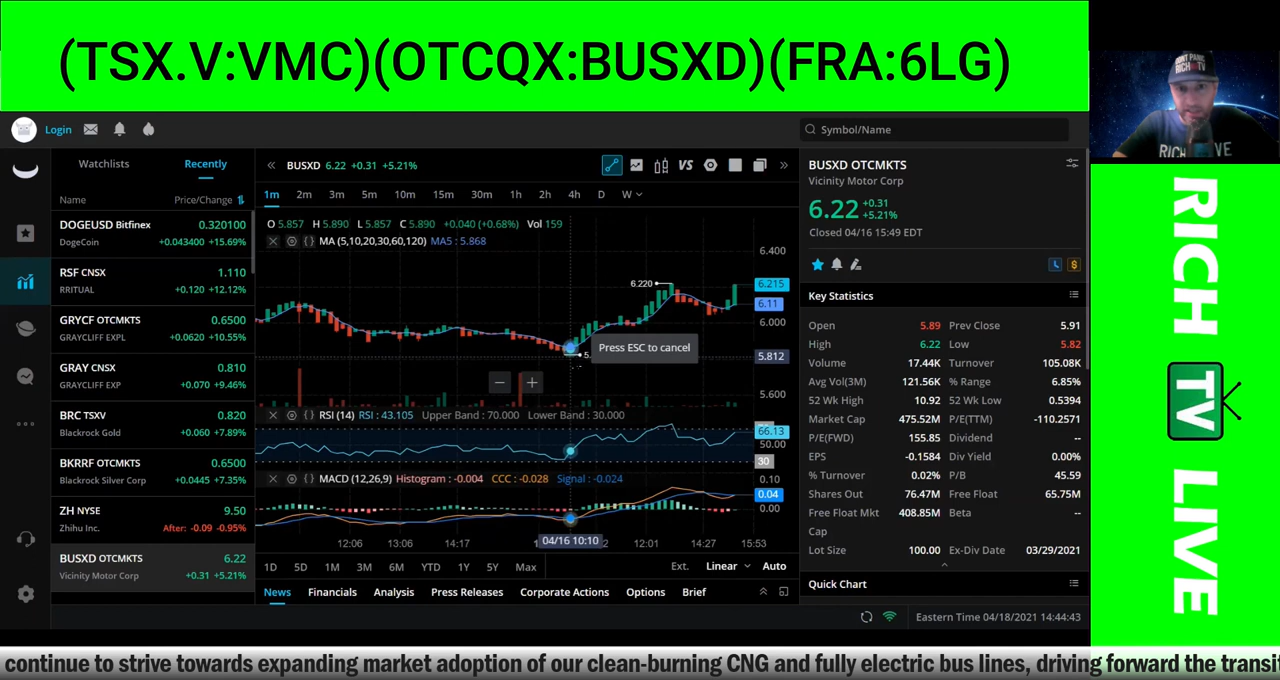 (TSX.V:VMC)(OTCQX:BUSXD)(FRA:6LG)
DONT PANIC
RICH TV
RICH LIVE
Login
Symbol/Name
Watchlists Recently
Name Price/Change
DOGEUSD Bitfinex 0.320100
DogeCoin +0.043400 +15.69%
RSF CNSX 1.110
RRITUAL +0.120 +12.12%
GRYCF OTCMKTS 0.6500
GRAYCLIFF EXPL +0.0620 +10.55%
GRAY CNSX 0.810
GRAYCLIFF EXP +0.070 +9.46%
BRC TSXV 0.820
Blackrock Gold +0.060 +7.89%
BKRRF OTCMKTS 0.6500
Blackrock Silver Corp +0.0445 +7.35%
ZH NYSE 9.50
Zhihu Inc. After: -0.09 -0.95%
BUSXD OTCMKTS 6.22
Vicinity Motor Corp +0.31 +5.21%
BUSXD 6.22 +0.31 +5.21%
VS
1m 2m 3m 5m 10m 15m 30m 1h 2h 4h D W
O 5.857 H 5.890 L 5.857 C 5.890 +0.040 (+0.68%) Vol 159
MA (5,10,20,30,60,120) MA5 : 5.868
6.400
6.220
6.215
6.11
6.000
Press ESC to cancel
5.
5.812
5.600
RSI (14) RSI : 43.105 Upper Band : 70.000 Lower Band : 30.000
66.13
50.00
30
MACD (12,26,9) Histogram : -0.004 CCC : -0.028 Signal : -0.024
0.10
0.04
0.00
12:06 13:06 14:17 04/16 10:10 12:01 14:27 15:53
1D 5D 1M 3M 6M YTD 1Y 5Y Max Ext. Linear Auto
News Financials Analysis Press Releases Corporate Actions Options Brief
BUSXD OTCMKTS
Vicinity Motor Corp
6.22 +0.31
+5.21%
Closed 04/16 15:49 EDT
Key Statistics
Open 5.89 Prev Close 5.91
High 6.22 Low 5.82
Volume 17.44K Turnover 105.08K
Avg Vol(3M) 121.56K % Range 6.85%
52 Wk High 10.92 52 Wk Low 0.5394
Market Cap 475.52M P/E(TTM) -110.2571
P/E(FWD) 155.85 Dividend --
EPS -0.1584 Div Yield 0.00%
% Turnover 0.02% P/B 45.59
Shares Out 76.47M Free Float 65.75M
Free Float Mkt Cap 408.85M Beta --
Lot Size 100.00 Ex-Div Date 03/29/2021
Quick Chart
Eastern Time 04/18/2021 14:44:43
RICH
TV
LIVE
continue to strive towards expanding market adoption of our clean-burning CNG and fully electric bus lines, driving forward the transit